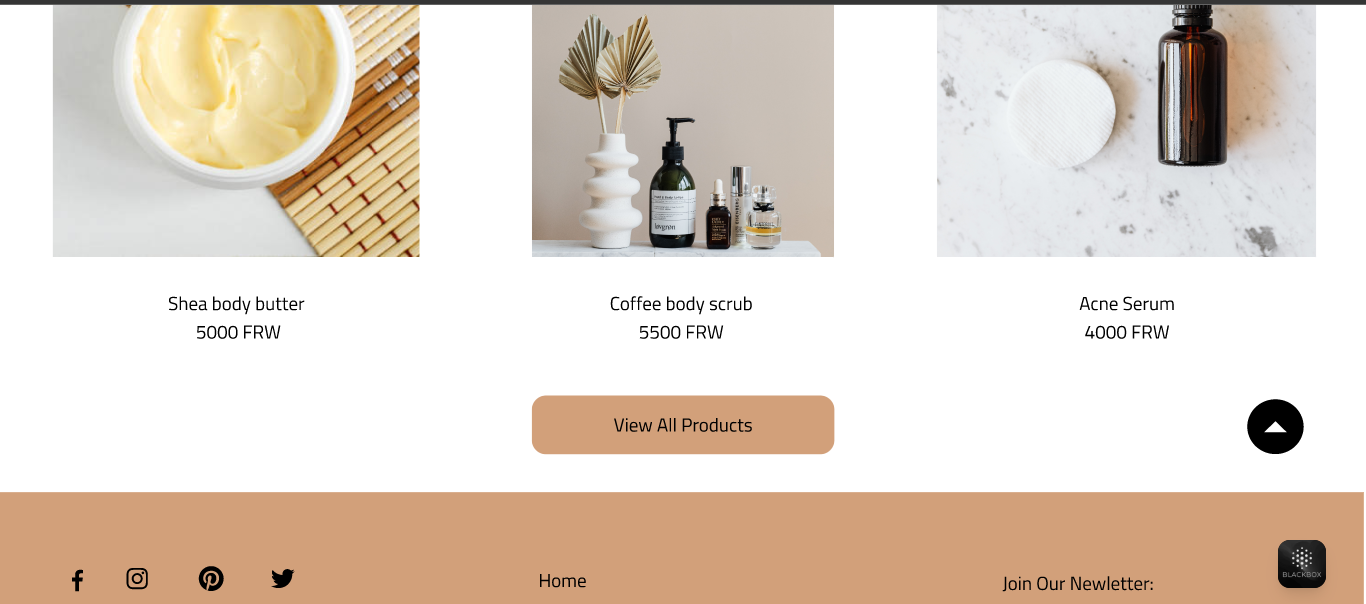 lovgrøn
Shea body butter
5000 FRW
Coffee body scrub
5500 FRW
Acne Serum
4000 FRW
View All Products
Home
Join Our Newletter:
BLACKBOX